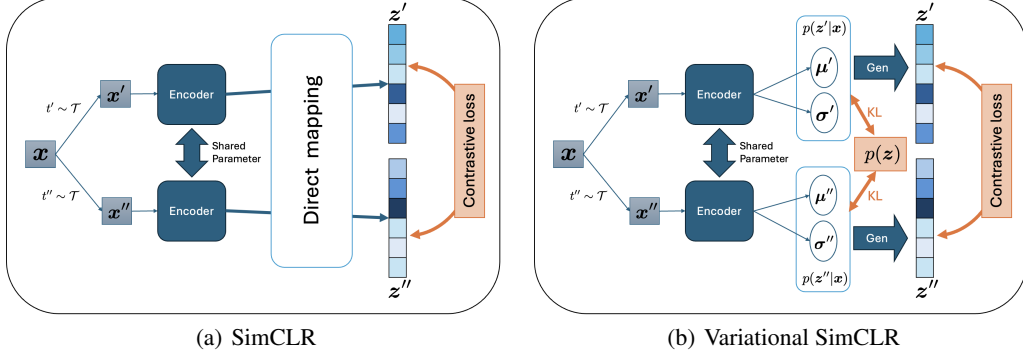 z'
x'
Encoder
t' ~ T
x
Shared
Parameter
Direct mapping
Contrastive loss
t'' ~ T
x''
Encoder
z''
(a) SimCLR
z'
p(z'|x)
x'
Encoder
μ'
σ'
Gen
t' ~ T
KL
x
Shared
Parameter
p(z)
Contrastive loss
KL
t'' ~ T
x''
Encoder
μ''
σ''
Gen
p(z''|x)
z''
(b) Variational SimCLR